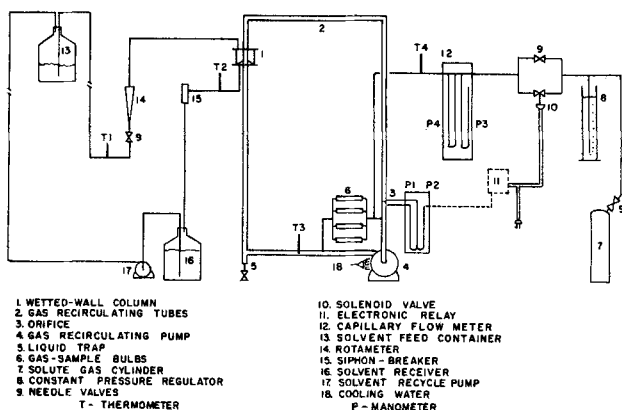 13
2
1
T2
14
15
9
T1
T4
12
9
P4
P3
10
8
6
3
P1
P2
11
T3
16
17
5
18
4
7
9
1. WETTED-WALL COLUMN
2. GAS RECIRCULATING TUBES
3. ORIFICE
4. GAS RECIRCULATING PUMP
5. LIQUID TRAP
6. GAS-SAMPLE BULBS
7. SOLUTE GAS CYLINDER
8. CONSTANT PRESSURE REGULATOR
9. NEEDLE VALVES
T - THERMOMETER
10. SOLENOID VALVE
11. ELECTRONIC RELAY
12. CAPILLARY FLOW METER
13. SOLVENT FEED CONTAINER
14. ROTAMETER
15. SIPHON-BREAKER
16. SOLVENT RECEIVER
17. SOLVENT RECYCLE PUMP
18. COOLING WATER
P - MANOMETER